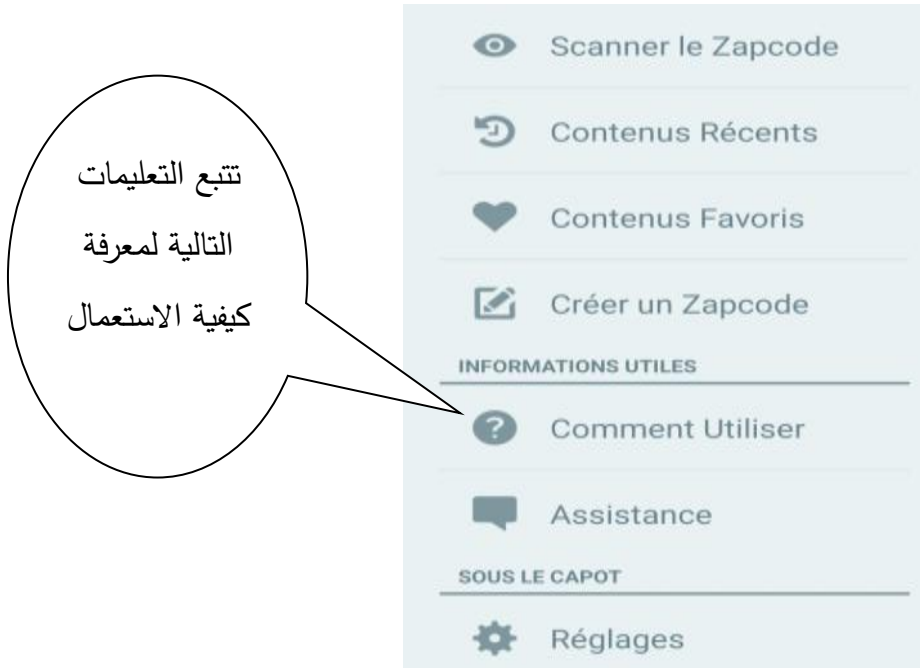 تتبع التعليمات
التالية لمعرفة
كيفية الاستعمال
Scanner le Zapcode
Contenus Récents
Contenus Favoris
Créer un Zapcode
INFORMATIONS UTILES
Comment Utiliser
Assistance
SOUS LE CAPOT
Réglages